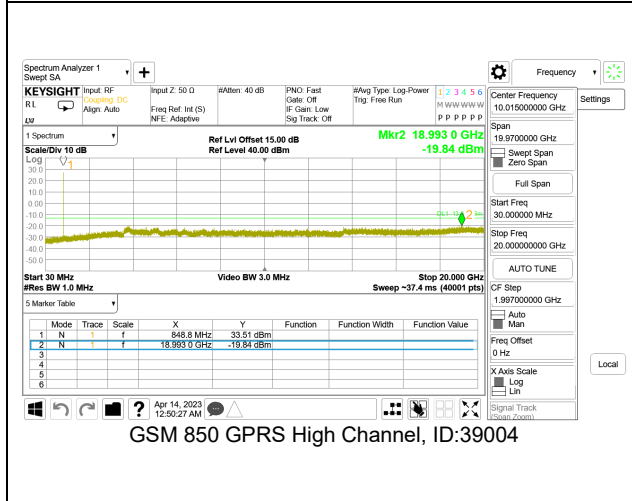 Spectrum Analyzer 1
Swept SA
+
Frequency
KEYSIGHT
RL
Input: RF
Coupling: DC
Align: Auto
Input Z: 50 Ω
Freq Ref: Int (S)
NFE: Adaptive
#Atten: 40 dB
PNO: Fast
Gate: Off
IF Gain: Low
Sig Track: Off
#Avg Type: Log-Power
Trig: Free Run
1 2 3 4 5 6
M W W W W W
P P P P P P
Center Frequency
10.015000000 GHz
Settings
1 Spectrum
Scale/Div 10 dB
Ref Lvl Offset 15.00 dB
Ref Level 40.00 dBm
Mkr2 18.993 0 GHz
-19.84 dBm
Span
19.9700000 GHz
Swept Span
Zero Span
Log
1
30.0
20.0
10.0
0.00
-10.0
-20.0
-30.0
-40.0
-50.0
2
Full Span
Start Freq
30.000000 MHz
Stop Freq
20.000000000 GHz
AUTO TUNE
Start 30 MHz
#Res BW 1.0 MHz
Video BW 3.0 MHz
Stop 20.000 GHz
Sweep ~37.4 ms (40001 pts)
CF Step
1.997000000 GHz
Auto
Man
5 Marker Table
Mode Trace Scale X Y Function Function Width Function Value
1 N 1 f 848.8 MHz 33.51 dBm
2 N 1 f 18.993 0 GHz -19.84 dBm
3
4
5
6
Freq Offset
0 Hz
X Axis Scale
Log
Lin
Local
Signal Track
(Span Zoom)
?
Apr 14, 2023
12:50:27 AM
GSM 850 GPRS High Channel, ID:39004